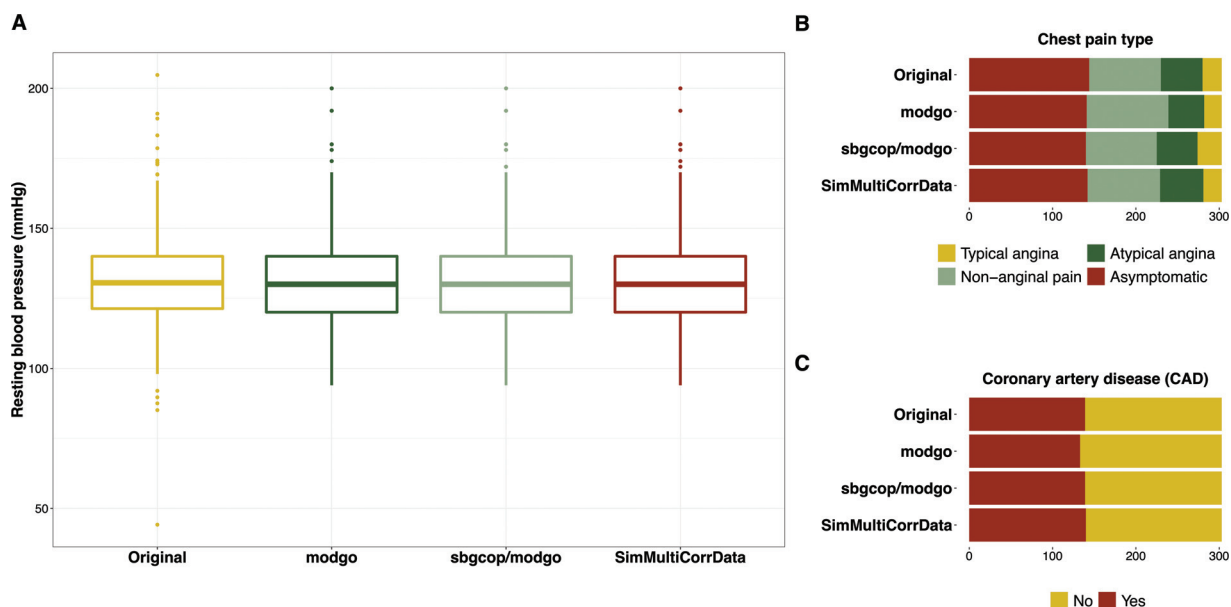 A
Resting blood pressure (mmHg)
200
150
100
50
Original
modgo
sbgcop/modgo
SimMultiCorrData
B
Chest pain type
Original
modgo
sbgcop/modgo
SimMultiCorrData
0 100 200 300
Typical angina Atypical angina
Non−anginal pain Asymptomatic
C
Coronary artery disease (CAD)
Original
modgo
sbgcop/modgo
SimMultiCorrData
0 100 200 300
No Yes